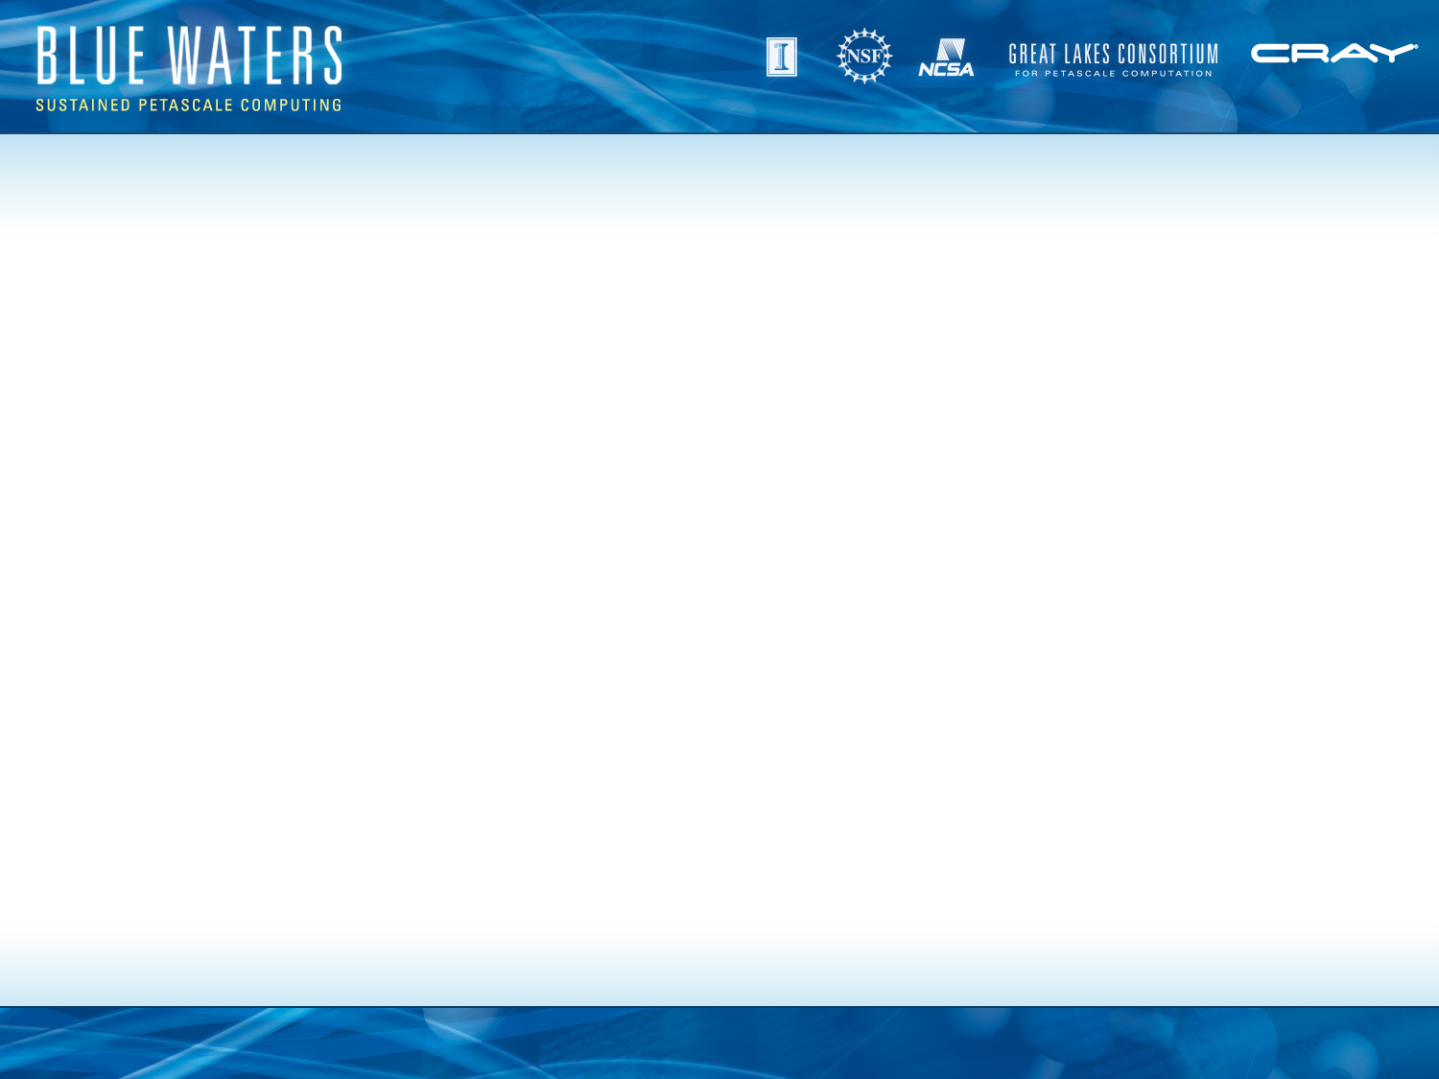 BLUE WATERS
SUSTAINED PETASCALE COMPUTING
I
NSF
NCSA
GREAT LAKES CONSORTIUM
FOR PETASCALE COMPUTATION
CRAY®